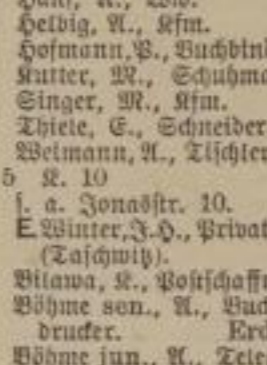 Helbig, A., Kfm.
Hofmann, P., Buchbin
Kutter, M., Schuhma
Singer, M., Kfm.
Thiele, E., Schneider
Weimann, A., Tischler
5 K. 10
s. a. Jonasstr. 10.
E Winter, J. H., Privat
(Taschwitz).
Bilawa, K., Postschaff
Böhme sen., A., Buch
drucker. Erd
Böhme jun., A., Tele